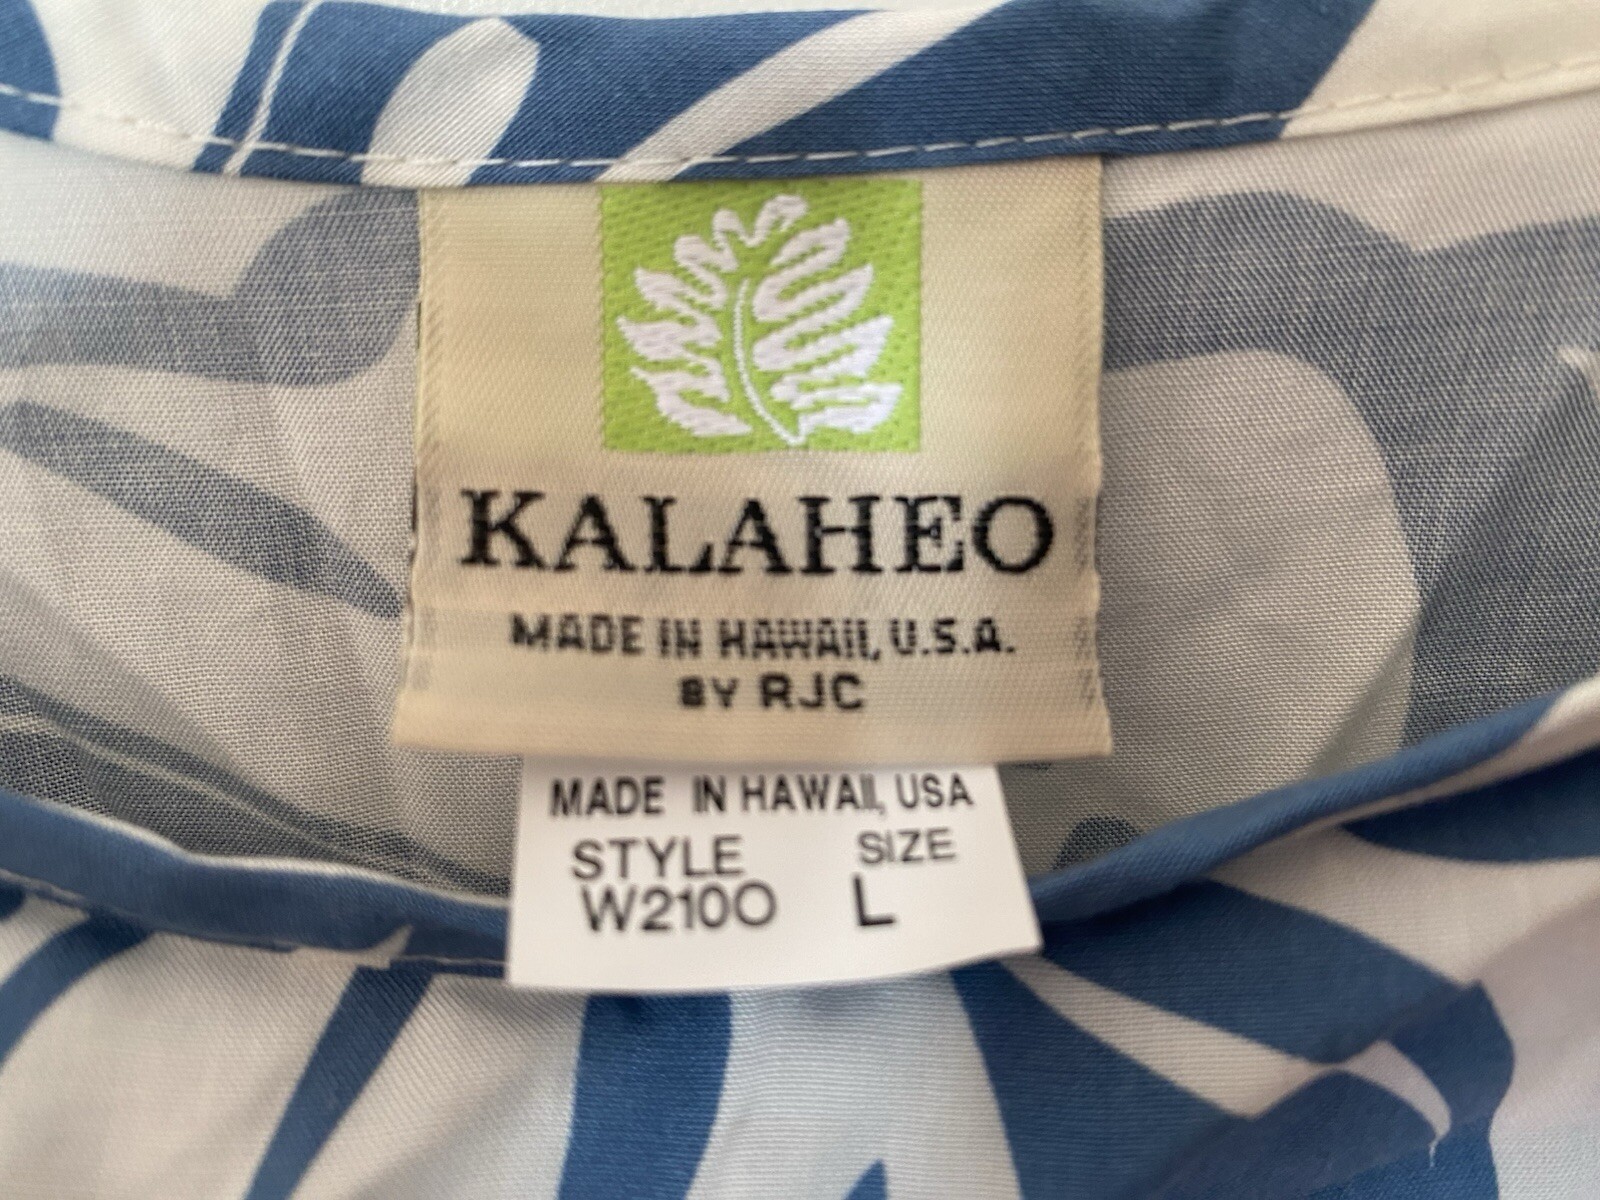 KALAHEO
MADE IN HAWAII, U.S.A.
BY RJC
MADE IN HAWAII, USA
STYLE SIZE
W2100 L